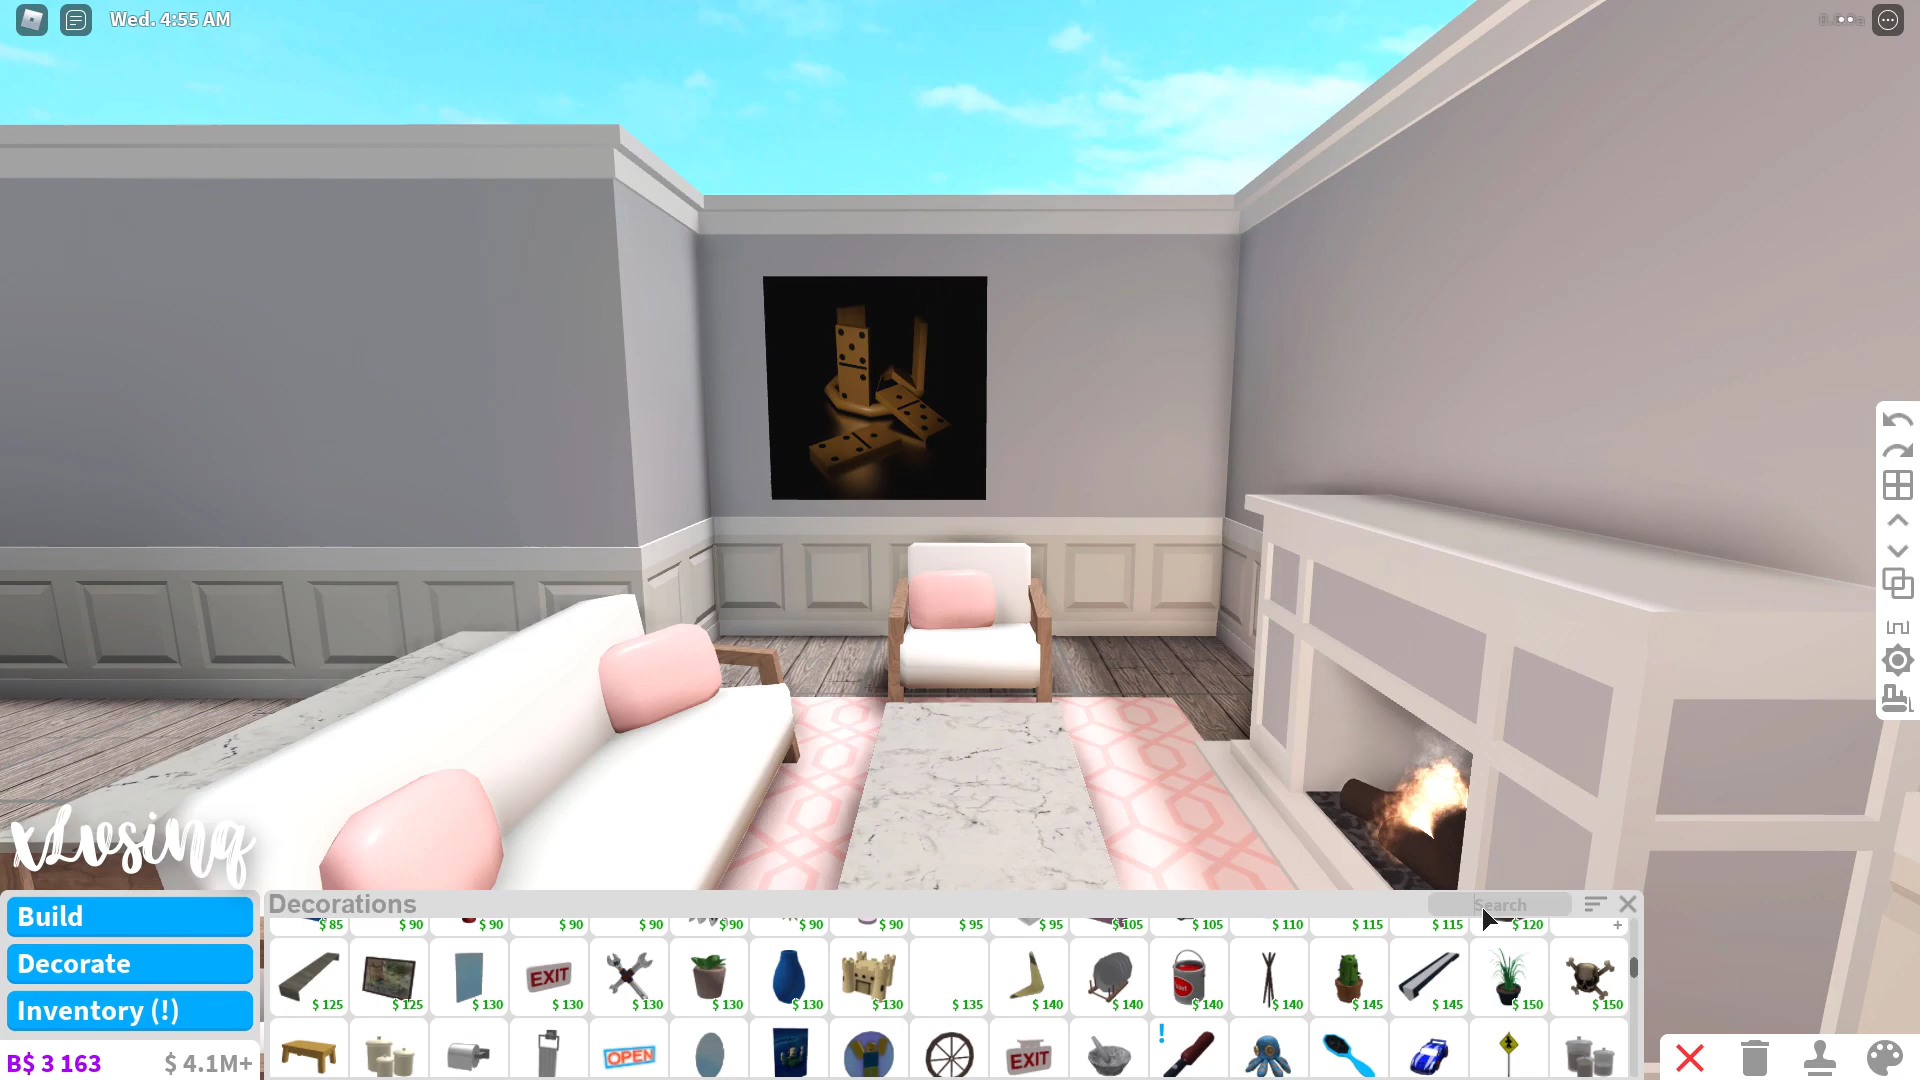 Wed. 4:55 AM
xLvsinq
Build
Decorate
Inventory (!)
B$ 3 163
$ 4.1M+
Decorations
Search
$ 85
$ 90
$ 90
$ 90
$ 90
$ 90
$ 90
$ 90
$ 95
$ 95
$ 105
$ 105
$ 110
$ 115
$ 115
$ 120
+
$ 125
$ 125
$ 130
EXIT
$ 130
$ 130
$ 130
$ 130
$ 130
$ 135
$ 140
$ 140
$ 140
$ 140
$ 145
$ 145
$ 150
$ 150
OPEN
EXIT
!